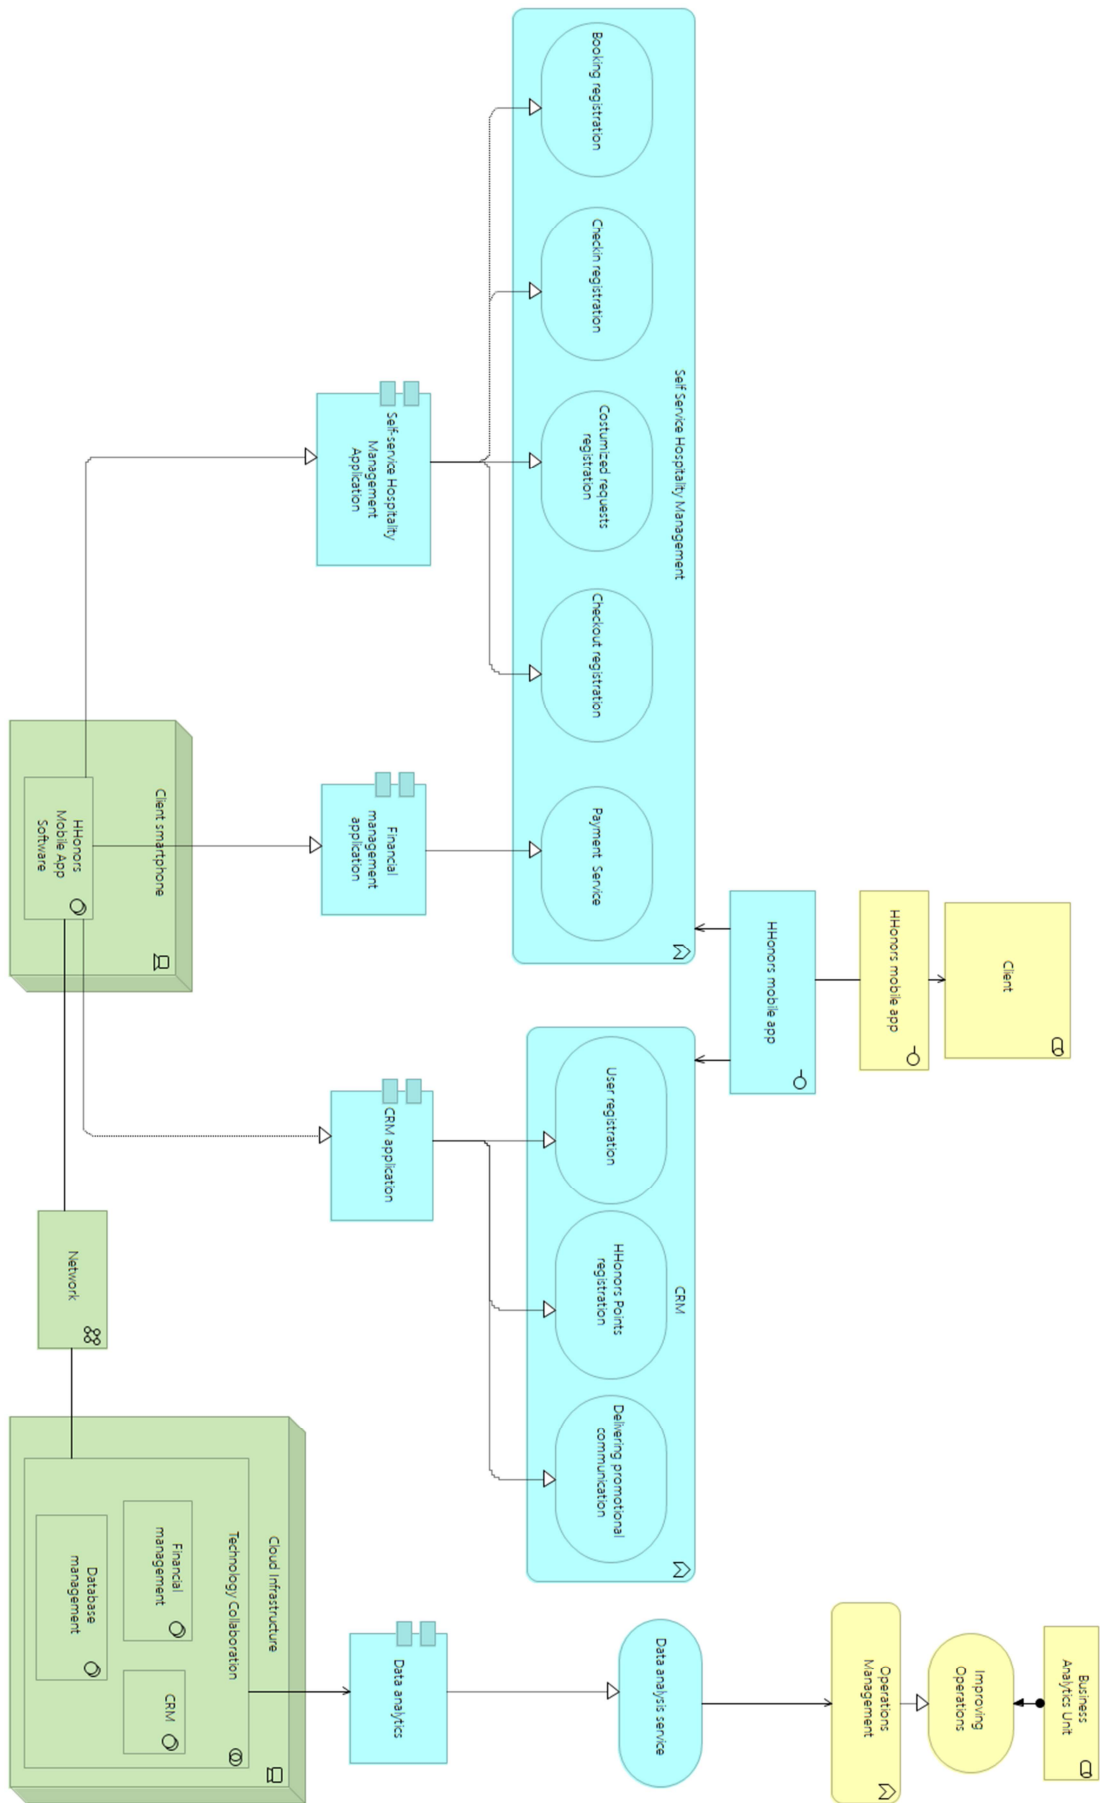 Client
Business
Analytics Unit
HHonors mobile app
Improving
Operations
Operations
Management
HHonors mobile app
Self Service Hospitality Management
Booking registration
Checkin registration
Costumized requests
registration
Checkout registration
Payment Service
CRM
User registration
HHonors Points
registration
Delivering promotional
communication
Data analysis service
Self-service Hospitality
Management
Application
Financial
management
application
CRM application
Data analytics
Client smartphone
HHonors
Mobile App
Software
Network
Cloud Infrastructure
Technology Collaboration
Financial
management
CRM
Database
management